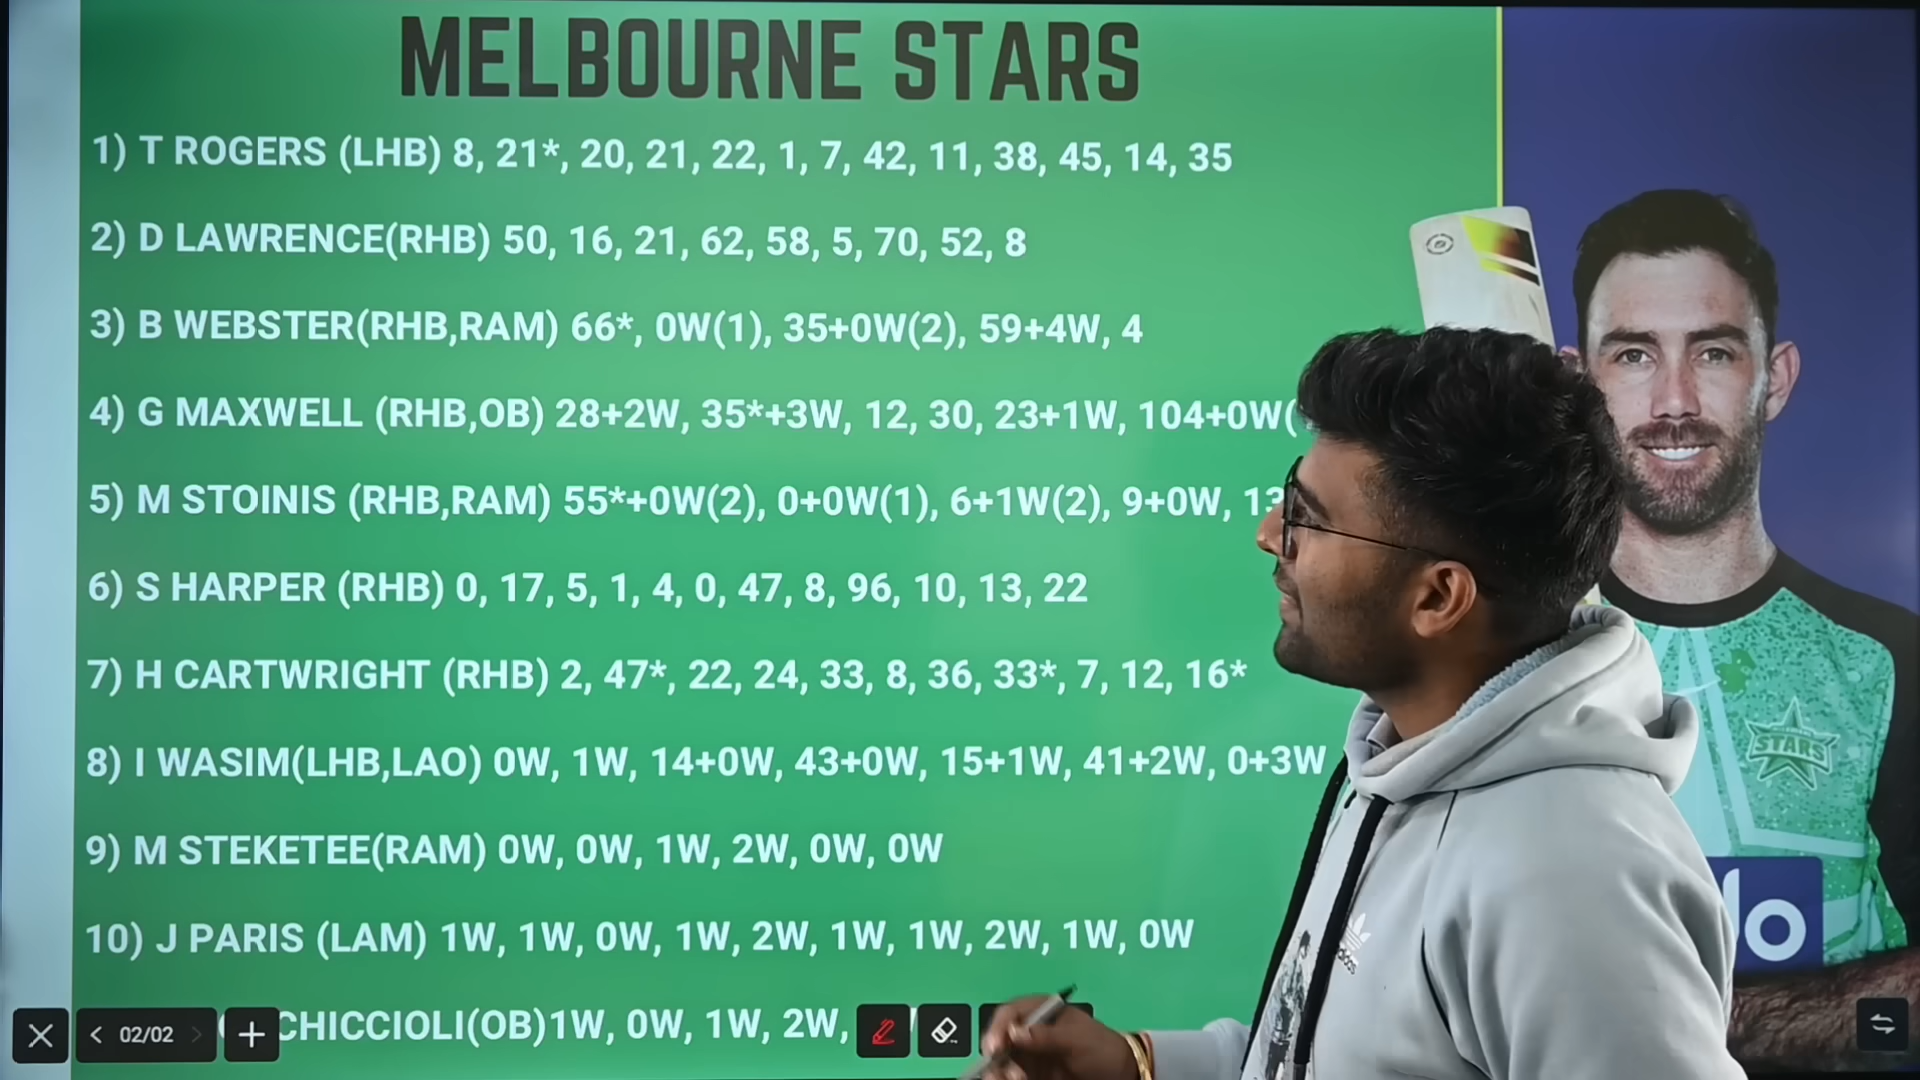 MELBOURNE STARS
1) T ROGERS (LHB) 8, 21*, 20, 21, 22, 1, 7, 42, 11, 38, 45, 14, 35
2) D LAWRENCE(RHB) 50, 16, 21, 62, 58, 5, 70, 52, 8
3) B WEBSTER(RHB,RAM) 66*, 0W(1), 35+0W(2), 59+4W, 4
4) G MAXWELL (RHB,OB) 28+2W, 35*+3W, 12, 30, 23+1W, 104+0W(
5) M STOINIS (RHB,RAM) 55*+0W(2), 0+0W(1), 6+1W(2), 9+0W, 13
6) S HARPER (RHB) 0, 17, 5, 1, 4, 0, 47, 8, 96, 10, 13, 22
7) H CARTWRIGHT (RHB) 2, 47*, 22, 24, 33, 8, 36, 33*, 7, 12, 16*
8) I WASIM(LHB,LAO) 0W, 1W, 14+0W, 43+0W, 15+1W, 41+2W, 0+3W
9) M STEKETEE(RAM) 0W, 0W, 1W, 2W, 0W, 0W
10) J PARIS (LAM) 1W, 1W, 0W, 1W, 2W, 1W, 1W, 2W, 1W, 0W
CHICCIOLI(OB)1W, 0W, 1W, 2W,
02/02
STARS
adidas